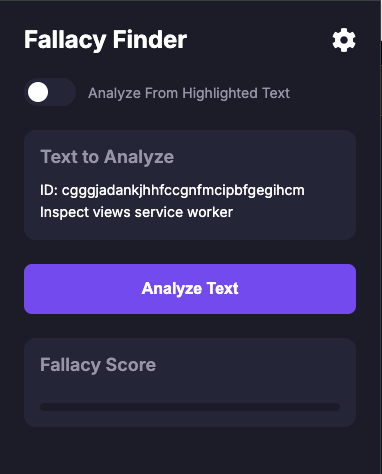 Fallacy Finder
Analyze From Highlighted Text
Text to Analyze
ID: cgggjadankjhhfccgnfmcipbfgegihcm
Inspect views service worker
Analyze Text
Fallacy Score